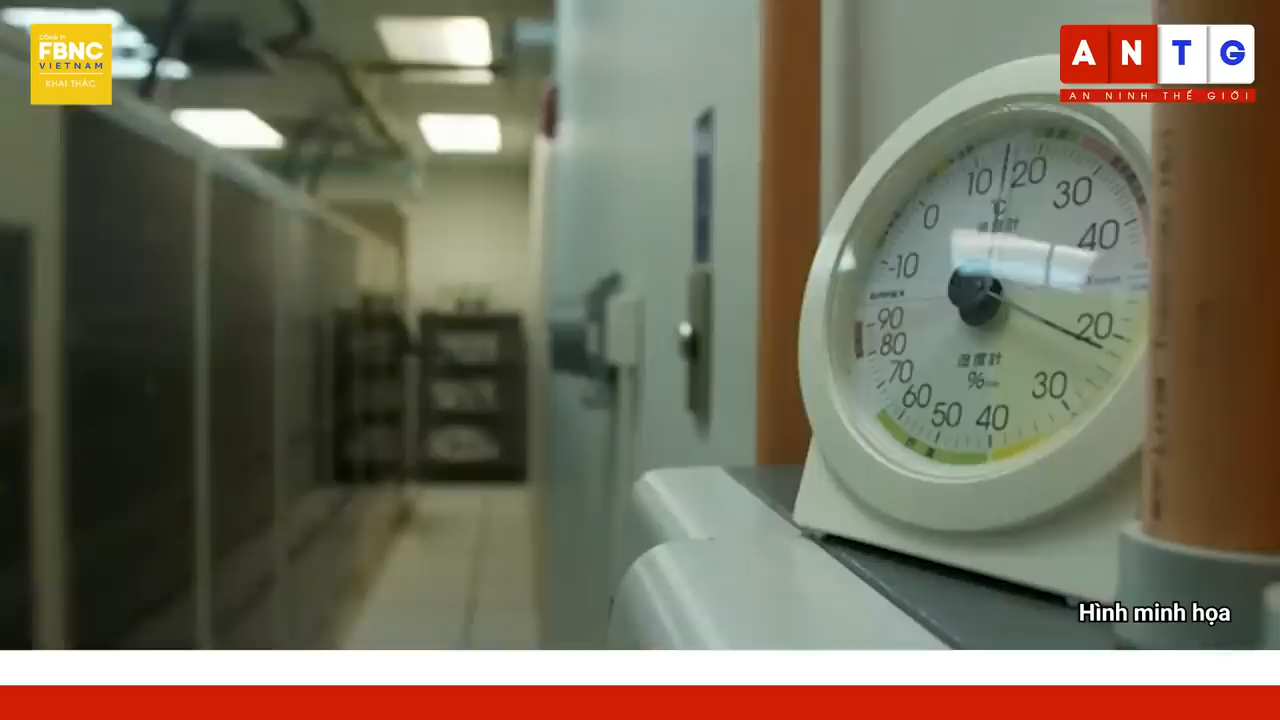 CÔNG TY
FBNC
VIETNAM
KHAI THÁC
ANTG
AN NINH THẾ GIỚI
-10
0
10
20
30
40
°C
90
80
70
60
50
40
30
20
%
Hình minh họa